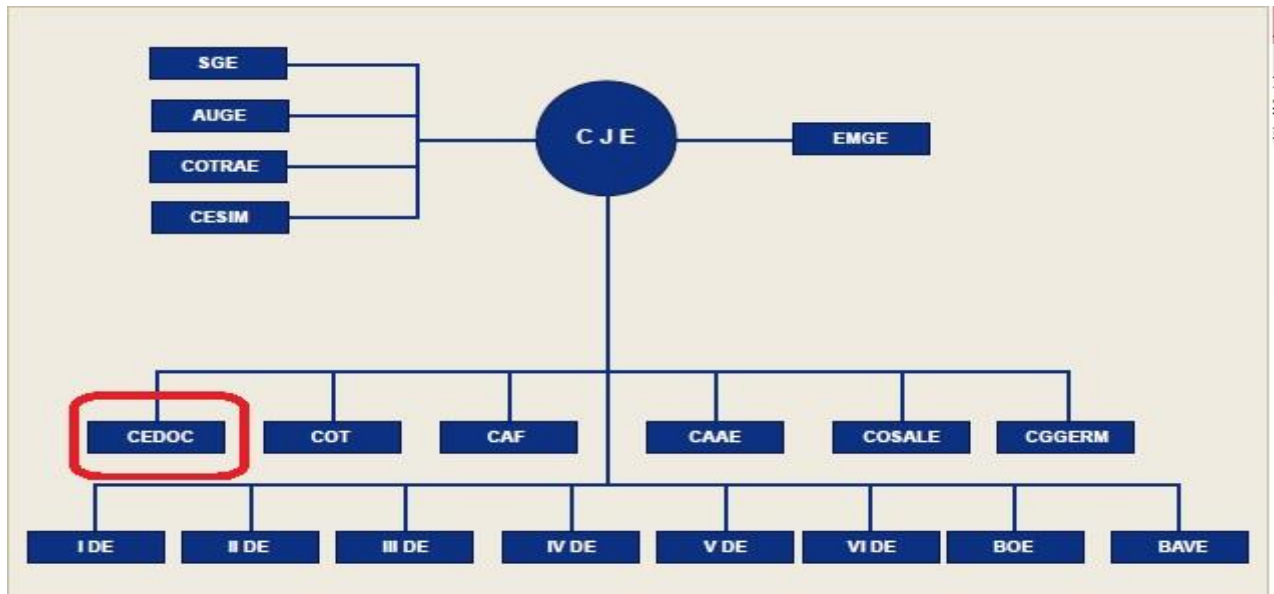 SGE
AUGE
COTRAE
CESIM
C J E
EMGE
CEDOC
COT
CAF
CAAE
COSALE
CGGERM
I DE
II DE
III DE
IV DE
V DE
VI DE
BOE
BAVE